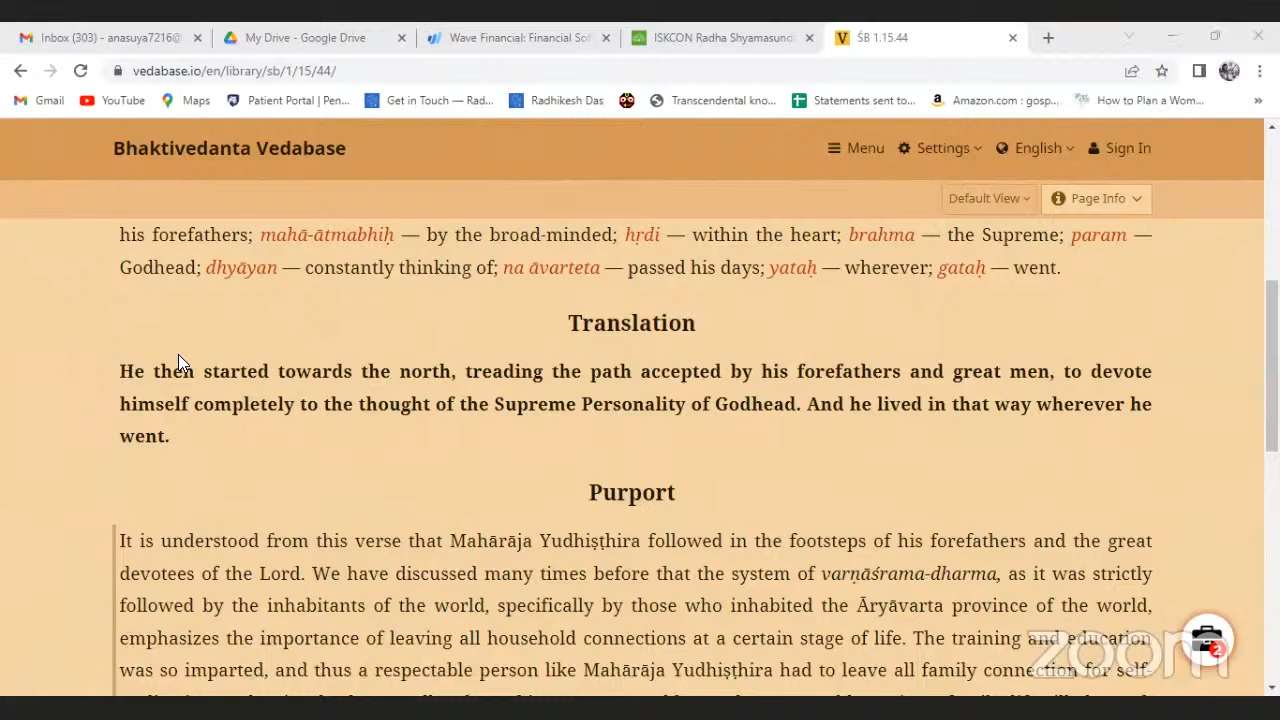 Inbox (303) - anasuya7216@
My Drive - Google Drive
Wave Financial: Financial Sof
ISKCON Radha Shyamasund
V ŚB 1.15.44
vedabase.io/en/library/sb/1/15/44/
Gmail YouTube Maps Patient Portal | Pen... Get in Touch — Rad... Radhikesh Das Transcendental kno... Statements sent to... Amazon.com : gosp... How to Plan a Wom... »
Bhaktivedanta Vedabase
Menu Settings English Sign In
Default View Page Info
his forefathers; mahā-ātmabhiḥ — by the broad-minded; hṛdi — within the heart; brahma — the Supreme; param —
Godhead; dhyāyan — constantly thinking of; na āvarteta — passed his days; yataḥ — wherever; gataḥ — went.
Translation
He then started towards the north, treading the path accepted by his forefathers and great men, to devote
himself completely to the thought of the Supreme Personality of Godhead. And he lived in that way wherever he
went.
Purport
It is understood from this verse that Mahārāja Yudhiṣṭhira followed in the footsteps of his forefathers and the great
devotees of the Lord. We have discussed many times before that the system of varṇāśrama-dharma, as it was strictly
followed by the inhabitants of the world, specifically by those who inhabited the Āryāvarta province of the world,
emphasizes the importance of leaving all household connections at a certain stage of life. The training and education
was so imparted, and thus a respectable person like Mahārāja Yudhiṣṭhira had to leave all family connection for self-
zoom
2